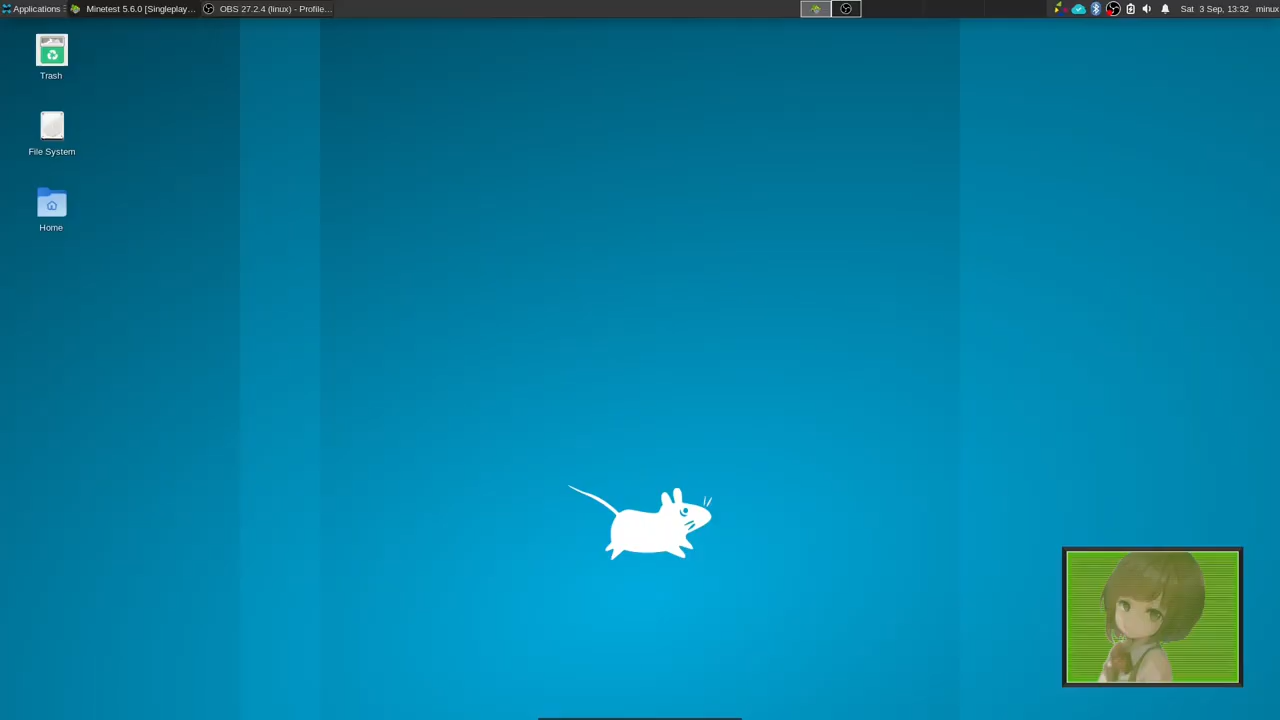 Applications Minetest 5.6.0 [Singleplay... OBS 27.2.4 (linux) - Profile... Sat 3 Sep, 13:32 minux
Trash
File System
Home